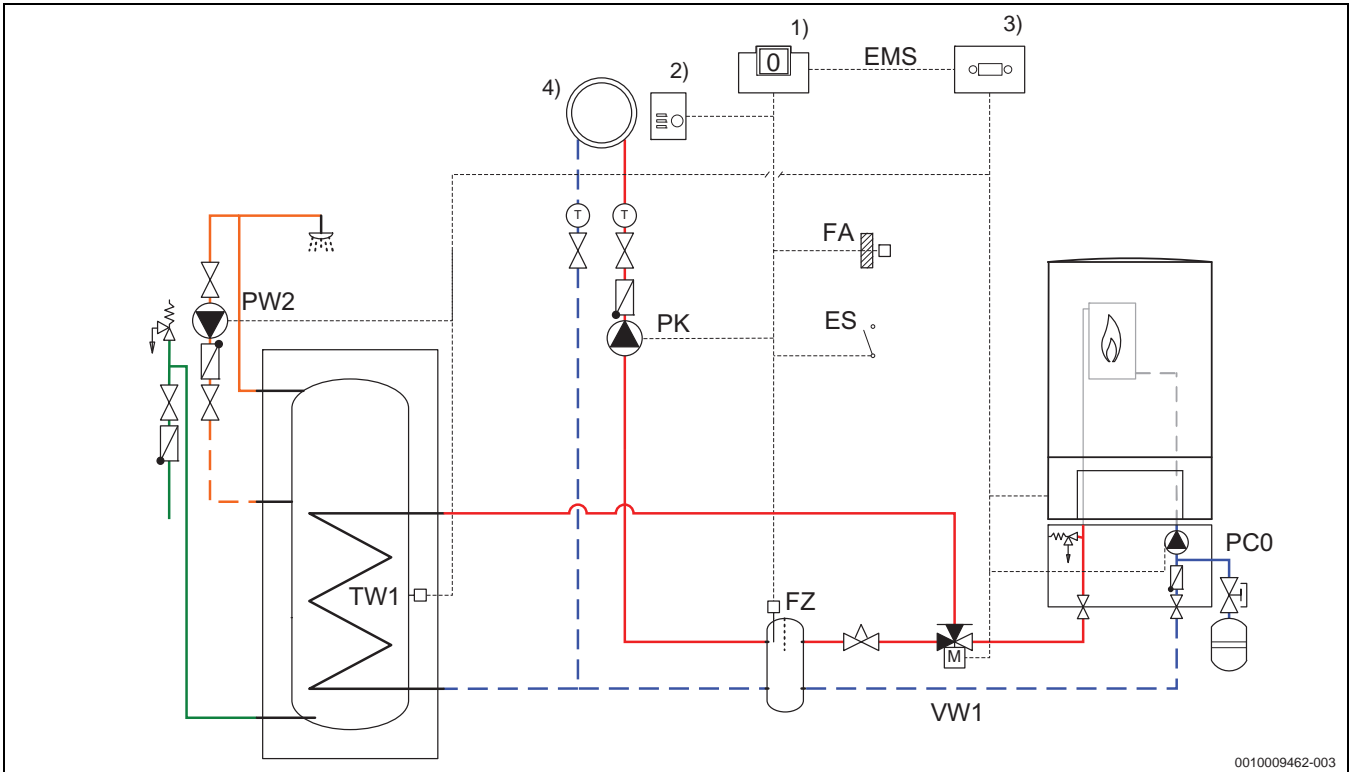 1)
3)
0
EMS
2)
4)
T
T
FA
PW2
PK
ES
PC0
TW1
FZ
M
VW1
0010009462-003